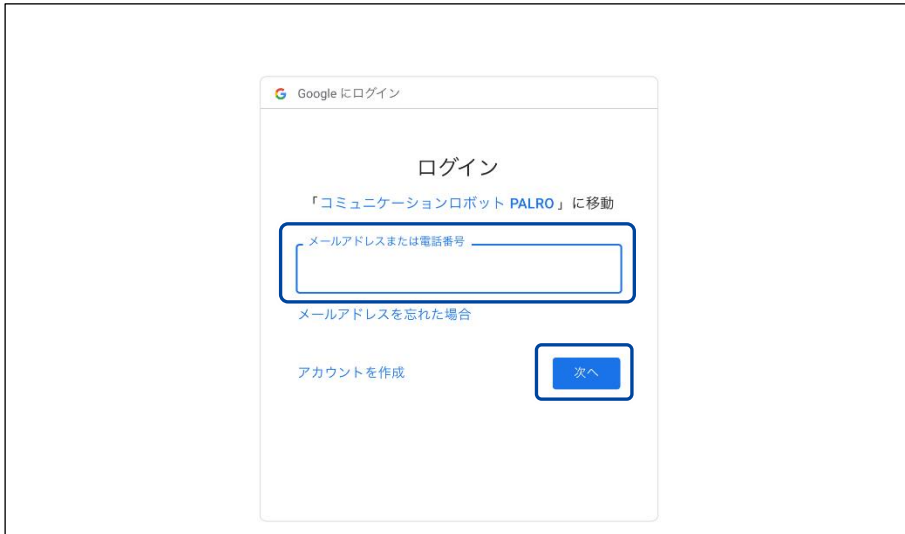 Google にログイン
ログイン
「コミュニケーションロボット PALRO」に移動
メールアドレスまたは電話番号
メールアドレスを忘れた場合
アカウントを作成
次へ